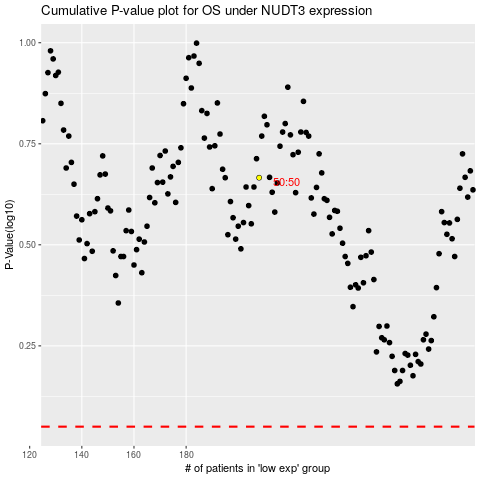 Cumulative P-value plot for OS under NUDT3 expression
P-Value(log10)
1.00
0.75
0.50
0.25
50:50
120 140 160 180
# of patients in 'low exp' group